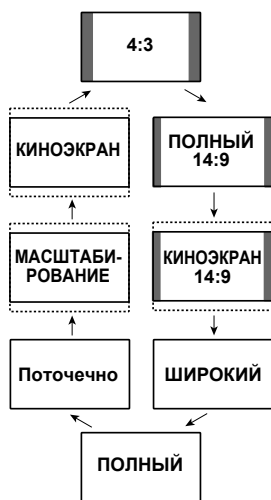 4:3
КИНОЭКРАН
ПОЛНЫЙ
14:9
МАСШТАБИ-
РОВАНИЕ
КИНОЭКРАН
14:9
Поточечно
ШИРОКИЙ
ПОЛНЫЙ